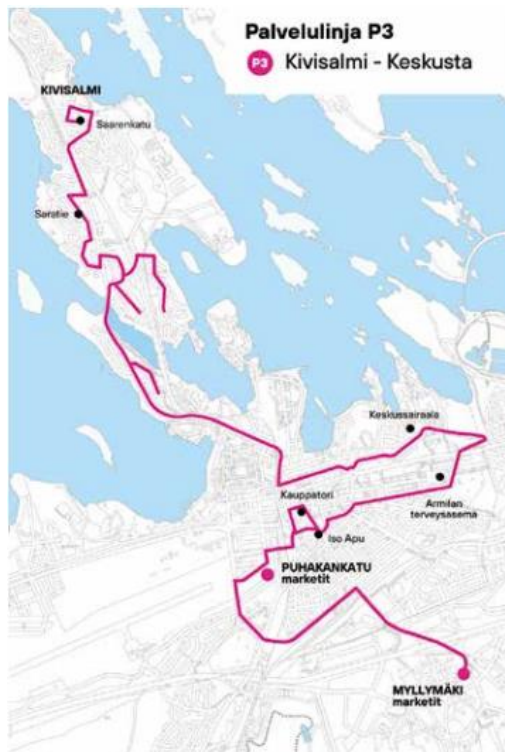 Palvelulinja P3
P3 Kivisalmi - Keskusta
KIVISALMI
Saarenkatu
Saratie
Keskussairaala
Kauppatori
Armilan
terveysasema
Iso Apu
PUHAKANKATU
marketit
MYLLYMÄKI
marketit